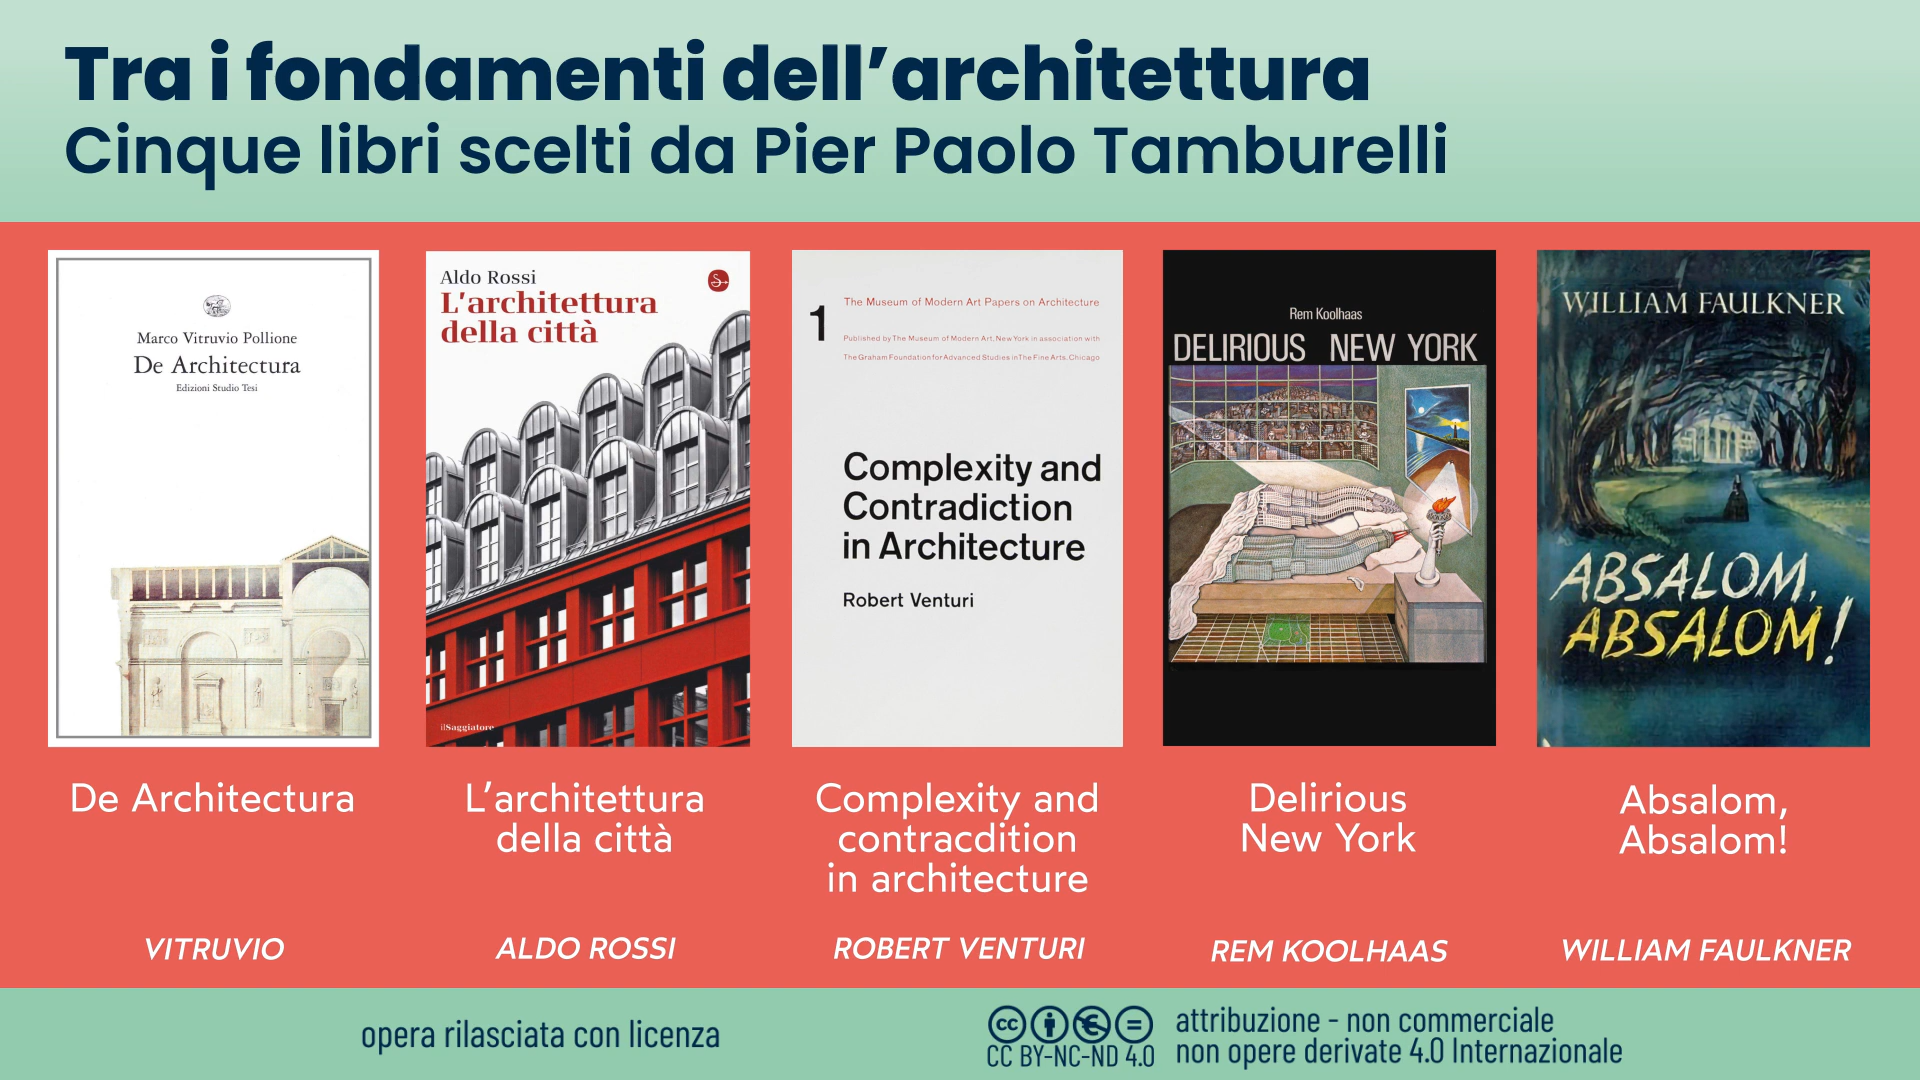 Tra i fondamenti dell’architettura
Cinque libri scelti da Pier Paolo Tamburelli
Marco Vitruvio Pollione
De Architectura
Edizioni Studio Tesi
Aldo Rossi
L'architettura
della città
ilSaggiatore
1
The Museum of Modern Art Papers on Architecture
Published by The Museum of Modern Art, New York in association with
The Graham Foundation for Advanced Studies in The Fine Arts, Chicago
Complexity and
Contradiction
in Architecture
Robert Venturi
Rem Koolhaas
DELIRIOUS NEW YORK
WILLIAM FAULKNER
ABSALOM,
ABSALOM!
De Architectura
L’architettura
della città
Complexity and
contracdition
in architecture
Delirious
New York
Absalom,
Absalom!
VITRUVIO
ALDO ROSSI
ROBERT VENTURI
REM KOOLHAAS
WILLIAM FAULKNER
opera rilasciata con licenza
cc
CC BY-NC-ND 4.0
attribuzione - non commerciale
non opere derivate 4.0 Internazionale